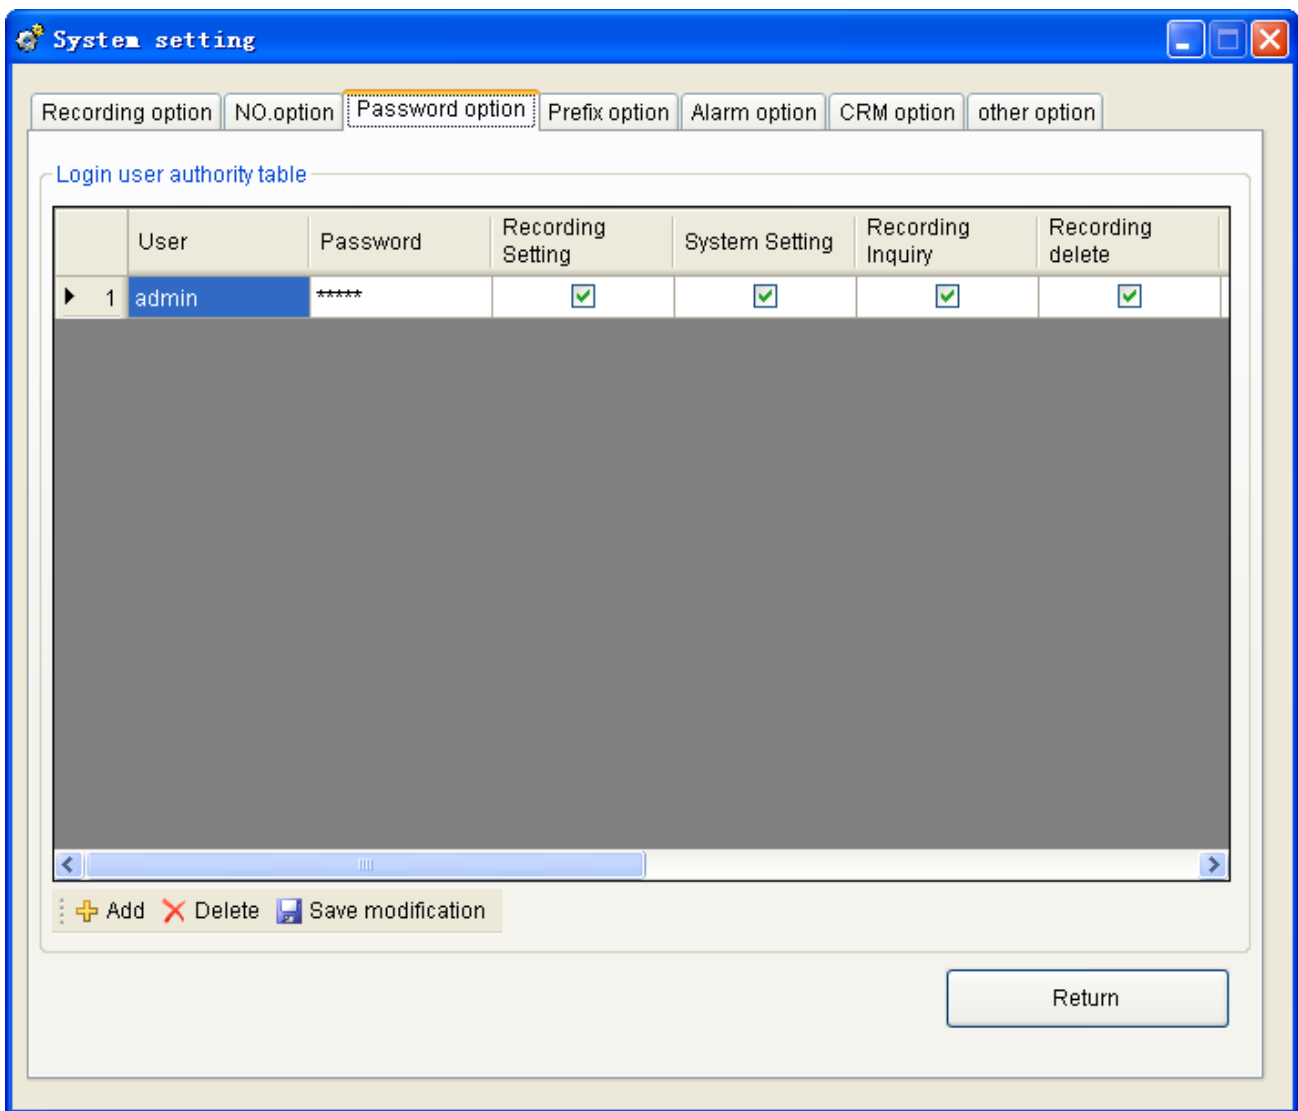 System setting
Recording option NO.option Password option Prefix option Alarm option CRM option other option
Login user authority table
User Password Recording Setting System Setting Recording Inquiry Recording delete
1 admin *****
Add Delete Save modification
Return